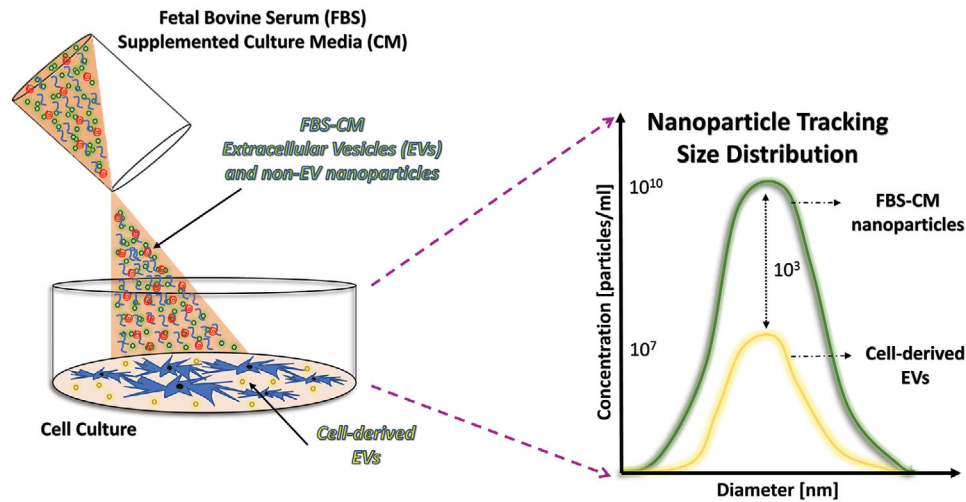 Fetal Bovine Serum (FBS)
Supplemented Culture Media (CM)
FBS-CM
Extracellular Vesicles (EVs)
and non-EV nanoparticles
Cell Culture
Cell-derived
EVs
Nanoparticle Tracking
Size Distribution
Concentration [particles/ml]
10¹⁰
10⁷
10³
FBS-CM
nanoparticles
Cell-derived
EVs
Diameter [nm]